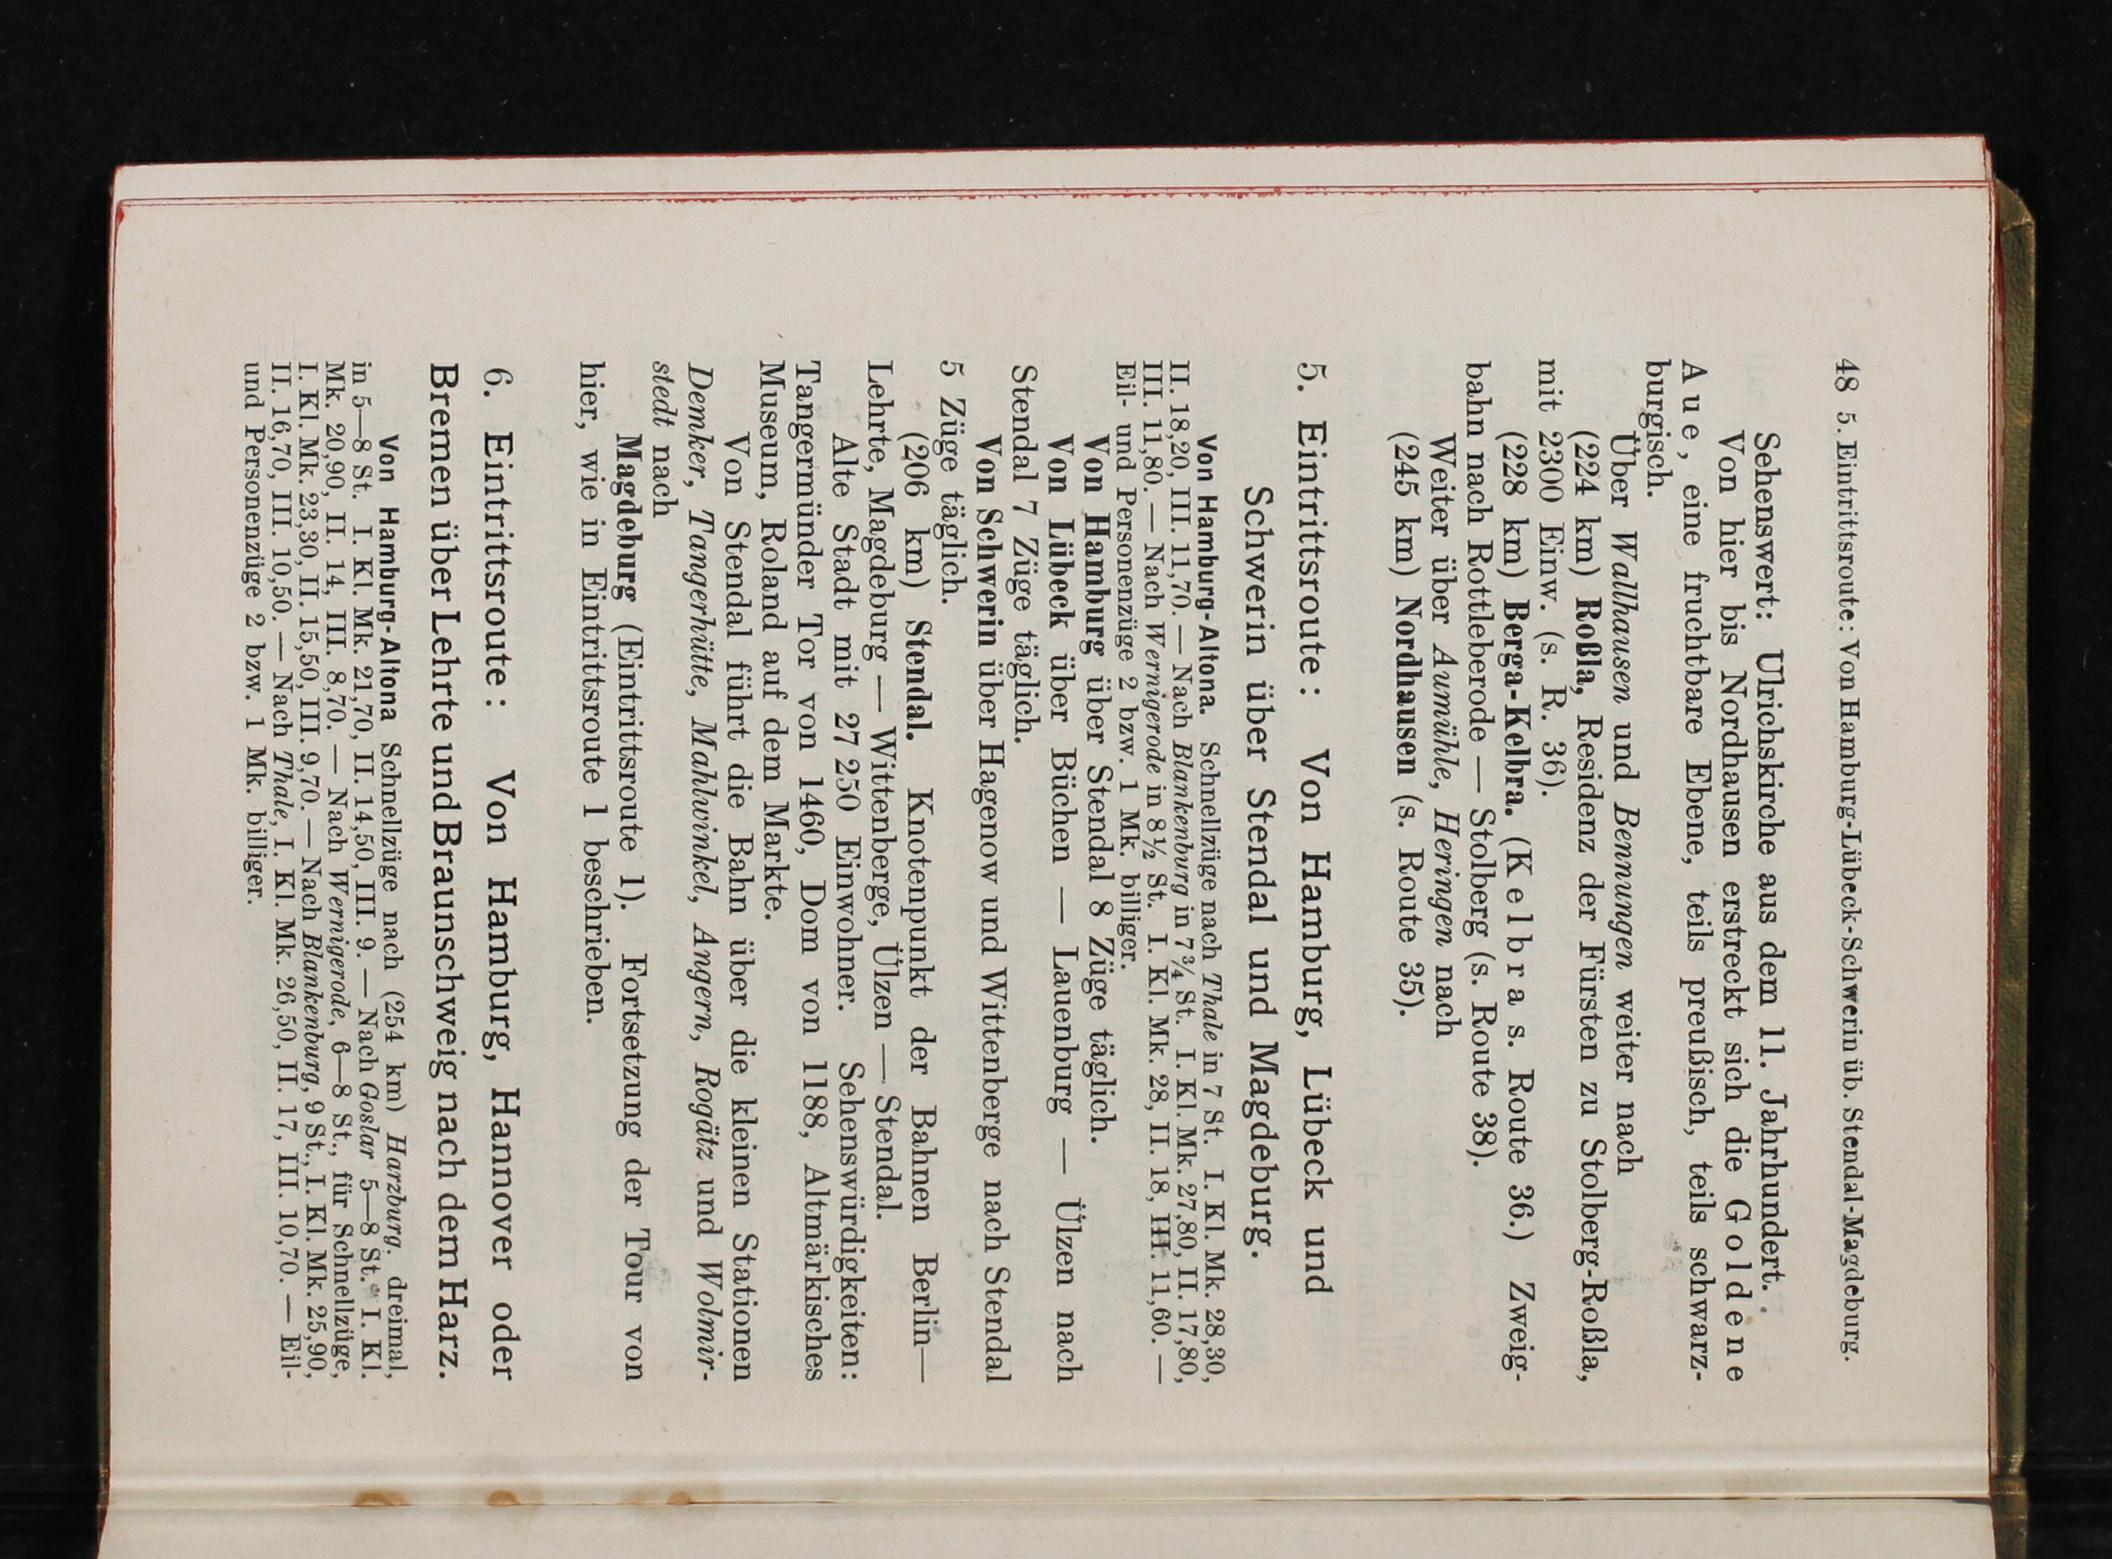 48 5. Eintrittsroute: Von Hamburg-Lübeck-Schwerin üb. Stendal-Magdeburg.
Sehenswert: Ulrichskirche aus dem 11. Jahrhundert.
Von hier bis Nordhausen erstreckt sich die Goldene
Aue, eine fruchtbare Ebene, teils preußisch, teils schwarz-
burgisch.
Über Wallhausen und Bennungen weiter nach
(224 km) Roßla, Residenz der Fürsten zu Stolberg-Roßla,
mit 2300 Einw. (s. R. 36).
(228 km) Berga-Kelbra. (Kelbra s. Route 36.) Zweig-
bahn nach Rottleberode — Stolberg (s. Route 38).
Weiter über Aumühle, Heringen nach
(245 km) Nordhausen (s. Route 35).
5. Eintrittsroute: Von Hamburg, Lübeck und
Schwerin über Stendal und Magdeburg.
Von Hamburg-Altona. Schnellzüge nach Thale in 7 St. I. Kl. Mk. 28,30,
II. 18,20, III. 11,70. — Nach Blankenburg in 7¾ St. I. Kl. Mk. 27,80, II. 17,80,
III. 11,80. — Nach Wernigerode in 8½ St. I. Kl. Mk. 28, II. 18, III. 11,60. —
Eil- und Personenzüge 2 bzw. 1 Mk. billiger.
Von Hamburg über Stendal 8 Züge täglich.
Von Lübeck über Büchen — Lauenburg — Ülzen nach
Stendal 7 Züge täglich.
Von Schwerin über Hagenow und Wittenberge nach Stendal
5 Züge täglich.
(206 km) Stendal. Knotenpunkt der Bahnen Berlin—
Lehrte, Magdeburg — Wittenberge, Ülzen — Stendal.
Alte Stadt mit 27 250 Einwohner. Sehenswürdigkeiten:
Tangermünder Tor von 1460, Dom von 1188, Altmärkisches
Museum, Roland auf dem Markte.
Von Stendal führt die Bahn über die kleinen Stationen
Demker, Tangerhütte, Mahlwinkel, Angern, Rogätz und Wolmir-
stedt nach
Magdeburg (Eintrittsroute 1). Fortsetzung der Tour von
hier, wie in Eintrittsroute 1 beschrieben.
6. Eintrittsroute: Von Hamburg, Hannover oder
Bremen über Lehrte und Braunschweig nach dem Harz.
Von Hamburg-Altona Schnellzüge nach (254 km) Harzburg. dreimal,
in 5—8 St. I. Kl. Mk. 21,70, II. 14,50, III. 9. — Nach Goslar 5—8 St. I. Kl.
Mk. 20,90, II. 14, III. 8,70. — Nach Wernigerode, 6—8 St., für Schnellzüge,
I. Kl. Mk. 23,30, II. 15,50, III. 9,70. — Nach Blankenburg, 9 St., I. Kl. Mk. 25,90,
II. 16,70, III. 10,50. — Nach Thale, I. Kl. Mk. 26,50, II. 17, III. 10,70. — Eil-
und Personenzüge 2 bzw. 1 Mk. billiger.